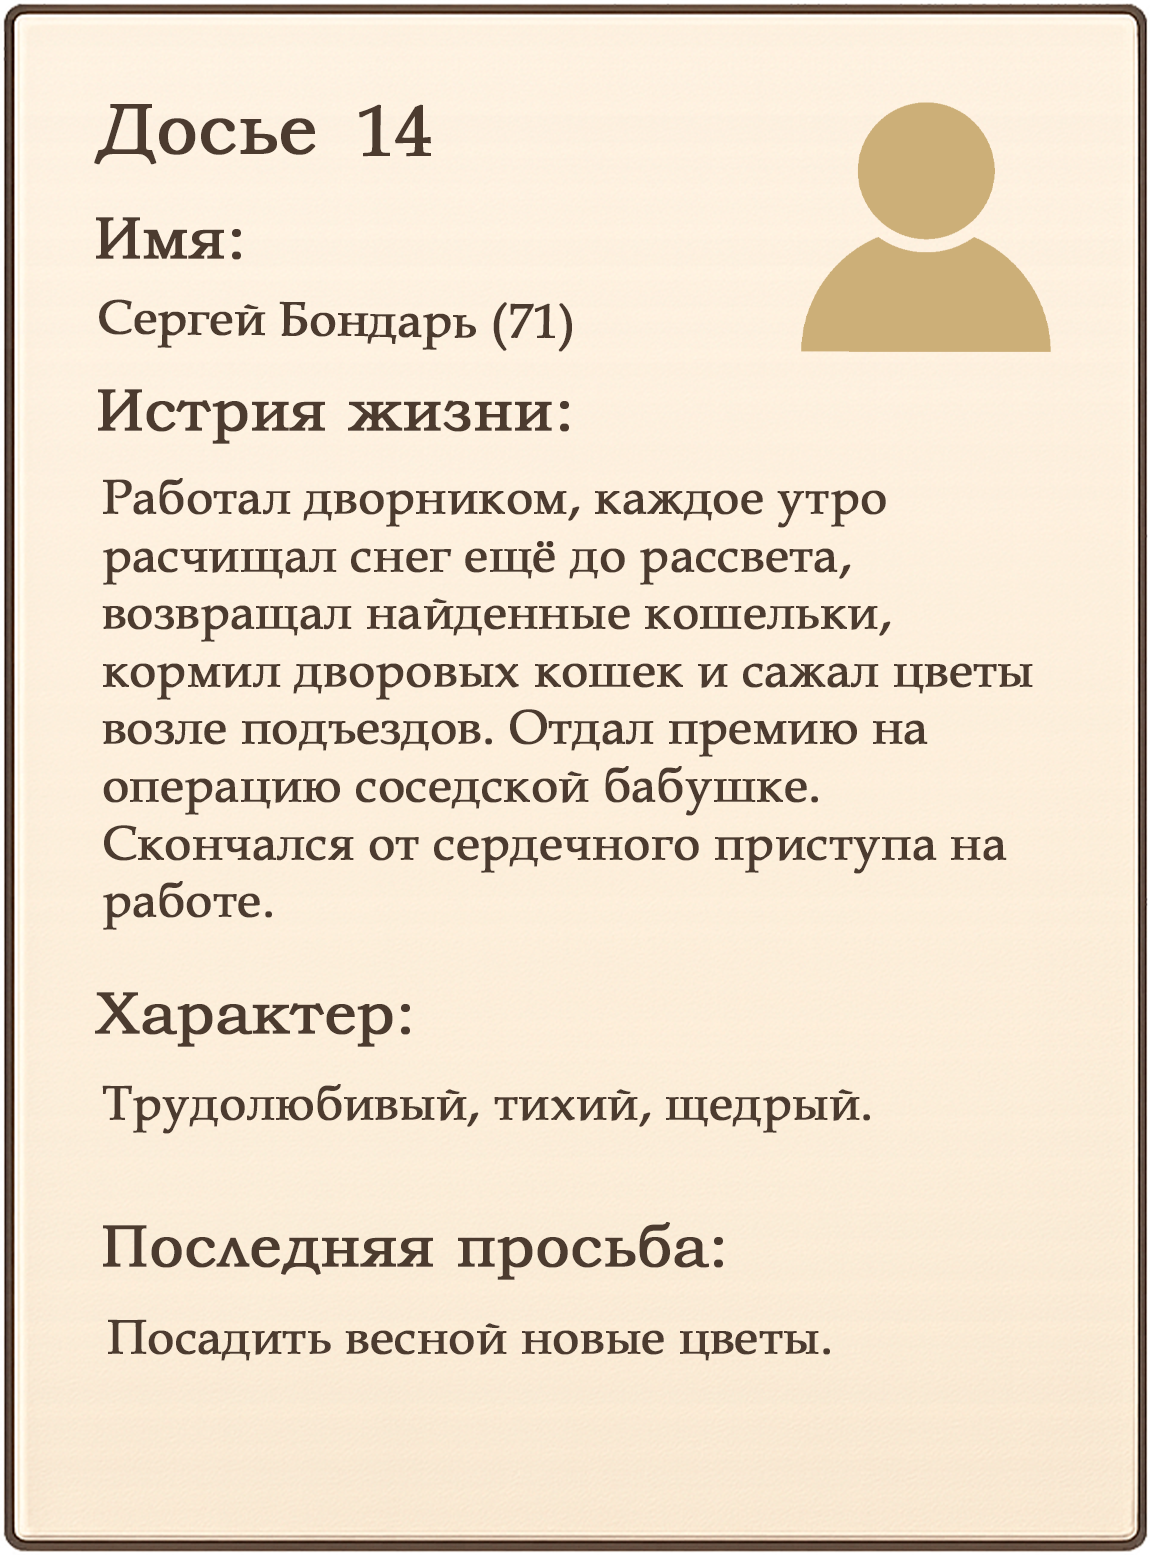 Досье 14
Имя:
Сергей Бондарь (71)
Истрия жизни:
Работал дворником, каждое утро
расчищал снег ещё до рассвета,
возвращал найденные кошельки,
кормил дворовых кошек и сажал цветы
возле подъездов. Отдал премию на
операцию соседской бабушке.
Скончался от сердечного приступа на
работе.
Характер:
Трудолюбивый, тихий, щедрый.
Последняя просьба:
Посадить весной новые цветы.